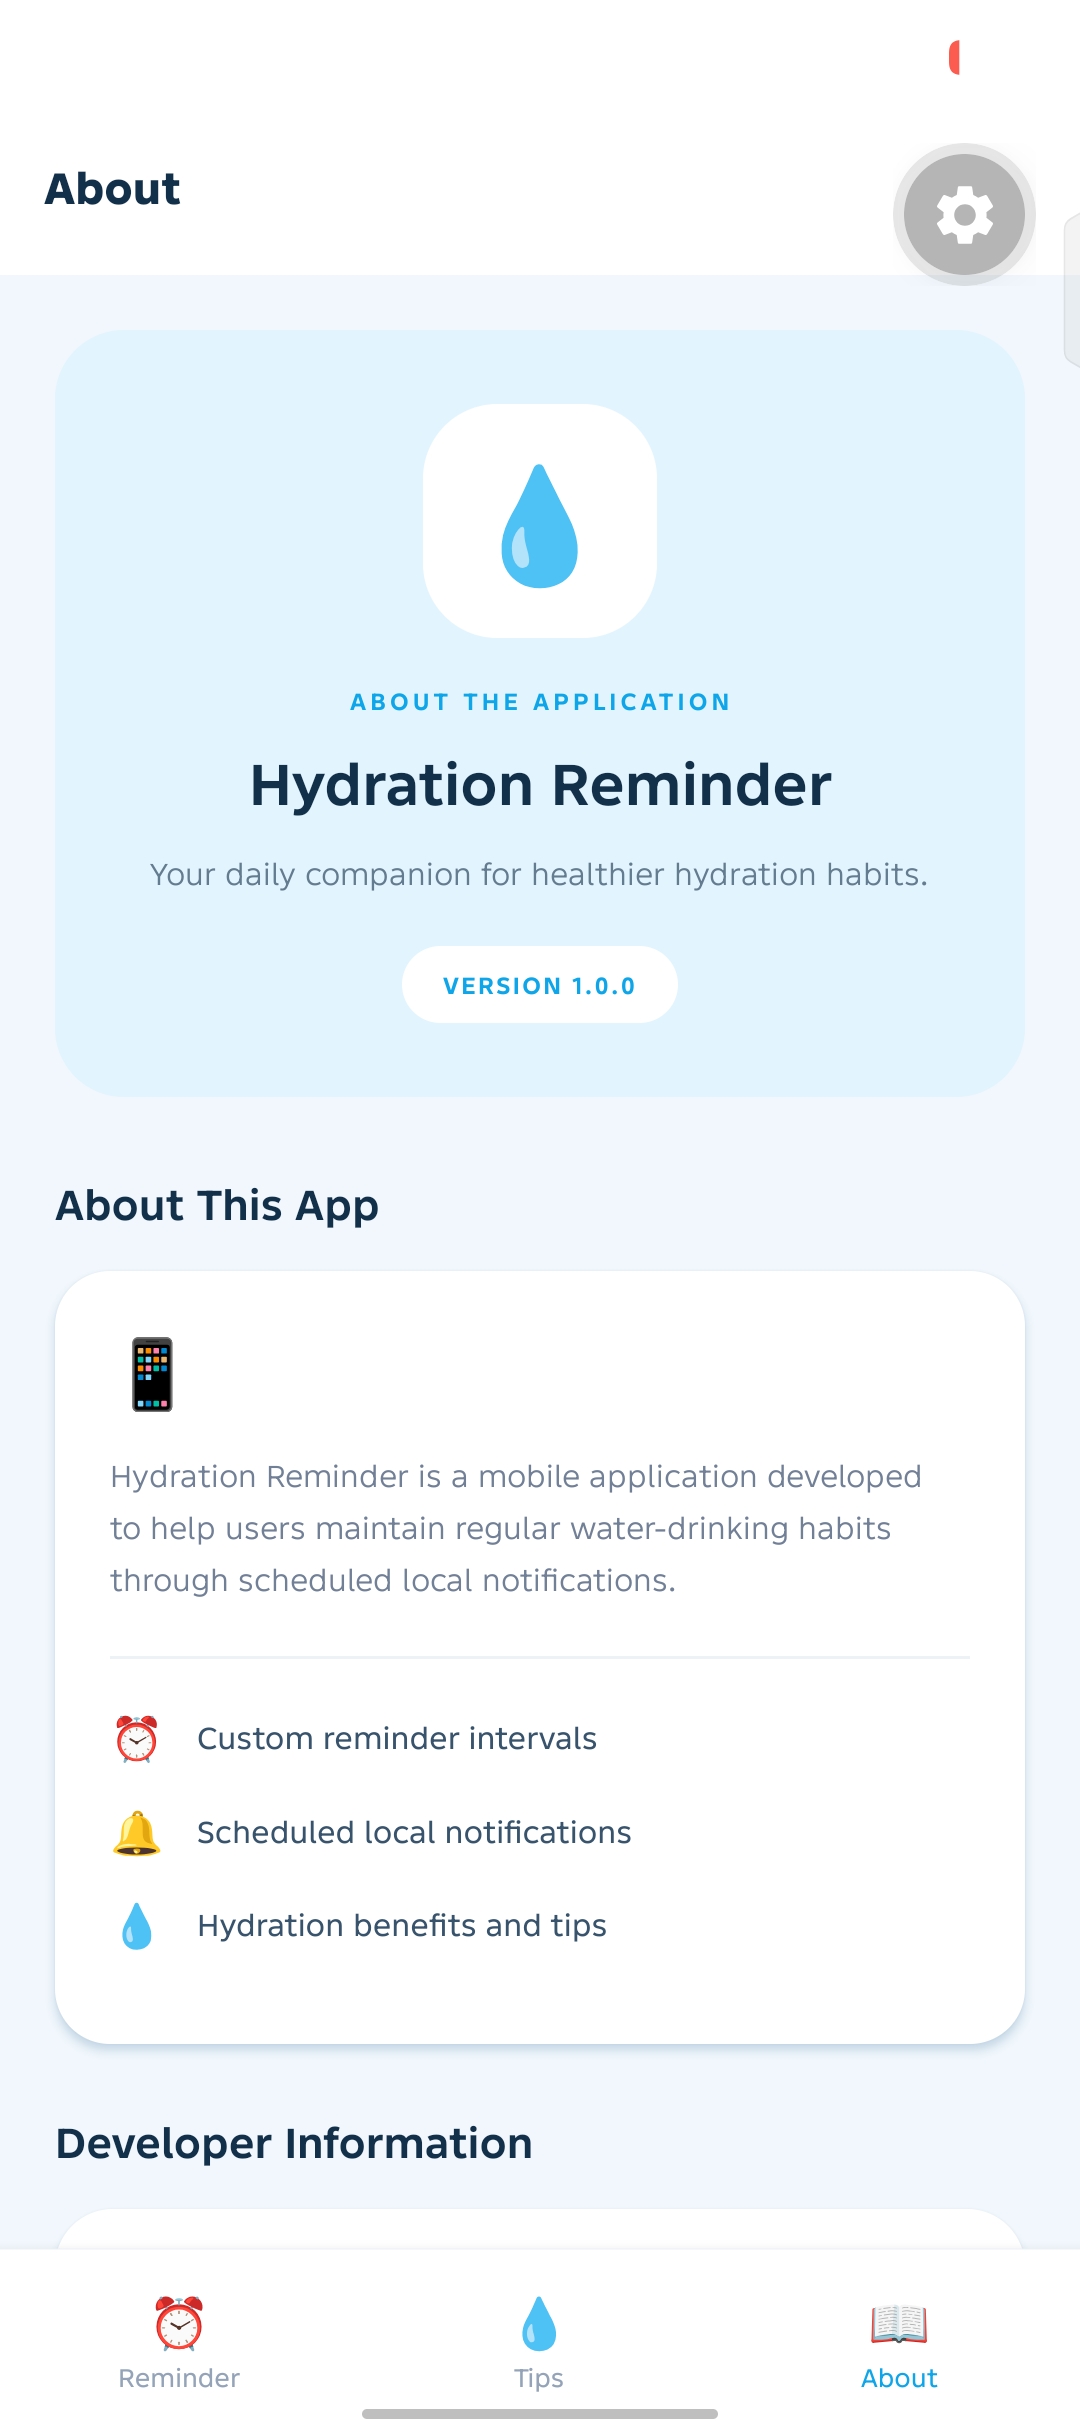 About
ABOUT THE APPLICATION
Hydration Reminder
Your daily companion for healthier hydration habits.
VERSION 1.0.0
About This App
Hydration Reminder is a mobile application developed
to help users maintain regular water-drinking habits
through scheduled local notifications.
Custom reminder intervals
Scheduled local notifications
Hydration benefits and tips
Developer Information
Reminder
Tips
About